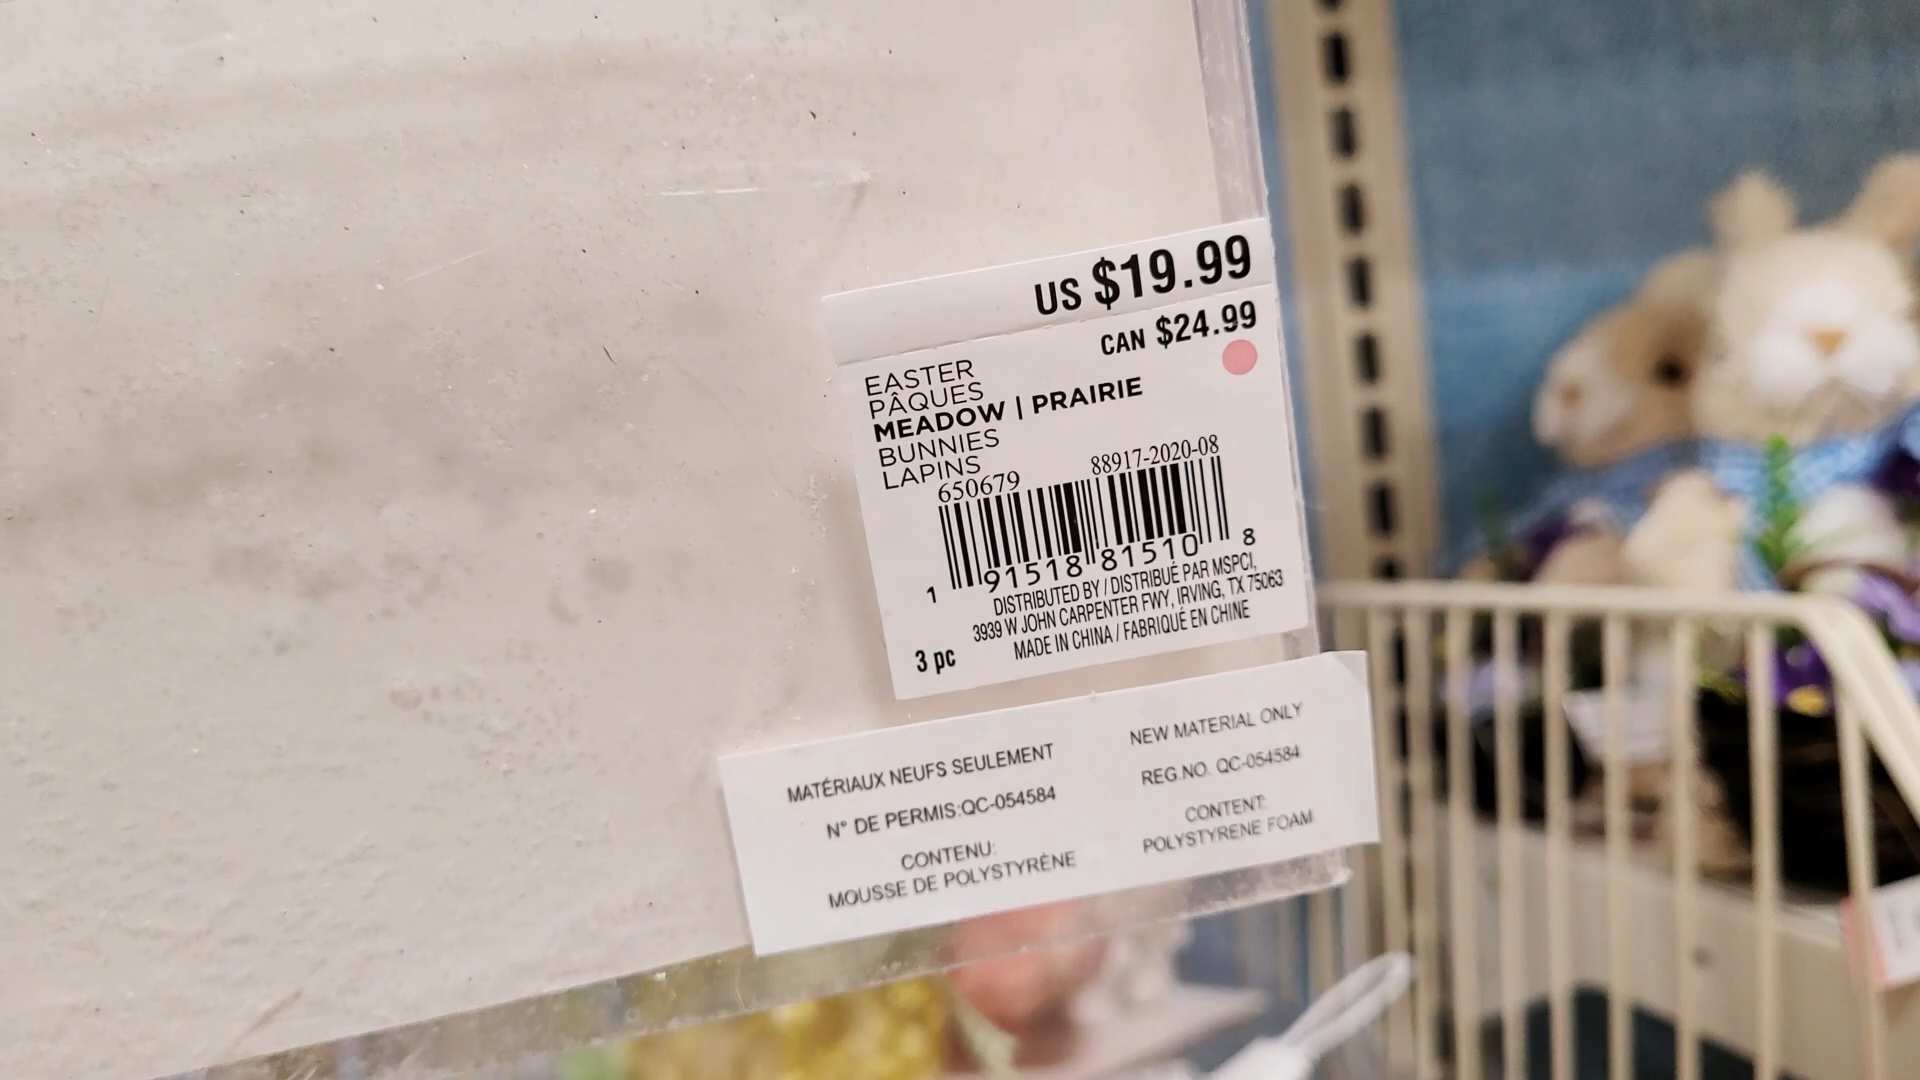 US $19.99
CAN $24.99
EASTER
PÂQUES
MEADOW | PRAIRIE
BUNNIES
LAPINS
650679 88917-2020-08
1 91518 81510 8
DISTRIBUTED BY / DISTRIBUÉ PAR MSPCI,
3939 W JOHN CARPENTER FWY, IRVING, TX 75063
MADE IN CHINA / FABRIQUÉ EN CHINE
3 pc
MATÉRIAUX NEUFS SEULEMENT
N° DE PERMIS:QC-054584
CONTENU:
MOUSSE DE POLYSTYRÈNE
NEW MATERIAL ONLY
REG.NO. QC-054584
CONTENT:
POLYSTYRENE FOAM